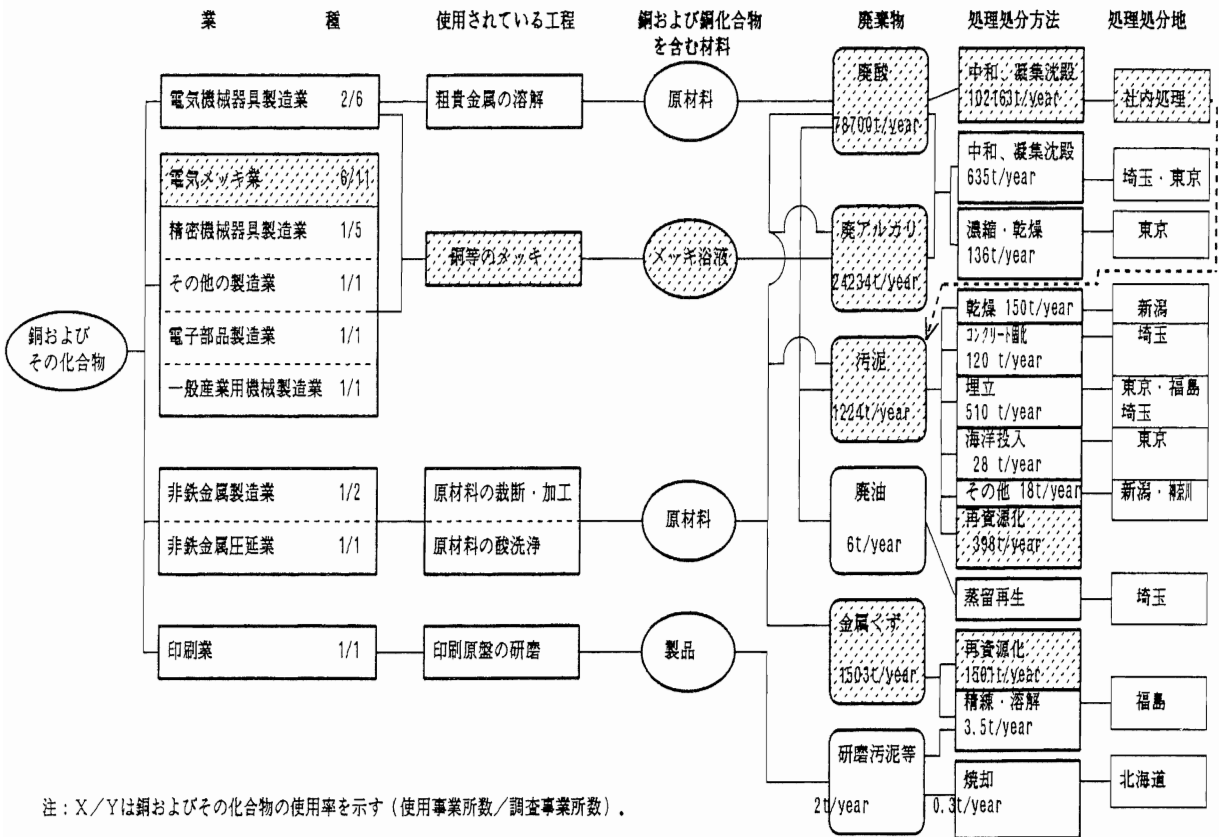 業 種
使用されている工程
銅および銅化合物
を含む材料
廃棄物
処理処分方法
処理処分地
銅および
その化合物
電気機械器具製造業 2/6
電気メッキ業 6/11
精密機械器具製造業 1/5
その他の製造業 1/1
電子部品製造業 1/1
一般産業用機械製造業 1/1
非鉄金属製造業 1/2
非鉄金属圧延業 1/1
印刷業 1/1
粗貴金属の溶解
銅等のメッキ
原材料の裁断・加工
原材料の酸洗浄
印刷原盤の研磨
原材料
メッキ浴液
原材料
製品
廃酸
78700t/year
廃アルカリ
24234t/year
汚泥
1224t/year
廃油
6t/year
金属くず
1503t/year
研磨汚泥等
2t/year
中和、凝集沈殿
102163t/year
中和、凝集沈殿
635t/year
濃縮・乾燥
136t/year
乾燥 150t/year
コンクリート固化
120 t/year
埋立
510 t/year
海洋投入
28 t/year
その他 18t/year
再資源化
398t/year
蒸留再生
再資源化
1501t/year
精練・溶解
3.5t/year
焼却
0.3t/year
社内処理
埼玉・東京
東京
新潟
埼玉
東京・福島
埼玉
東京
新潟・神奈川
埼玉
福島
北海道
注：X／Yは銅およびその化合物の使用率を示す（使用事業所数／調査事業所数）．